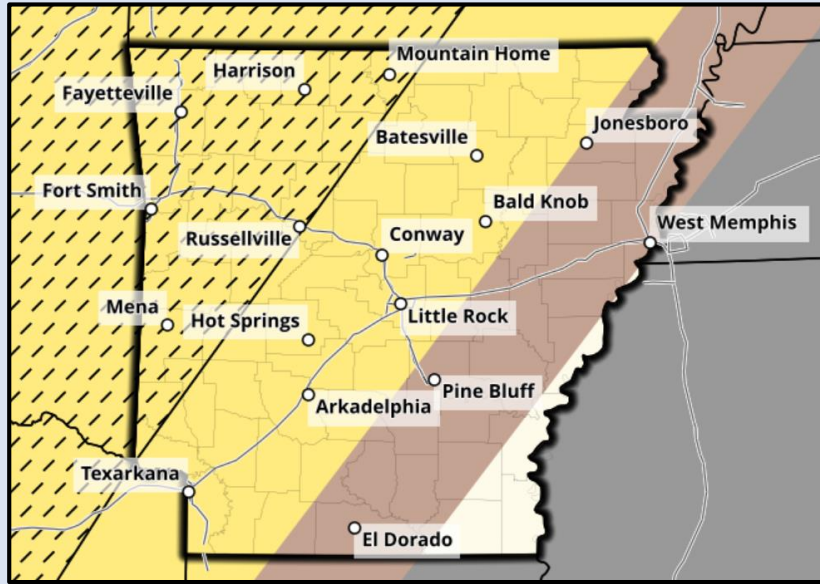 Mountain Home
Harrison
Fayetteville
Jonesboro
Batesville
Fort Smith
Bald Knob
West Memphis
Russellville
Conway
Mena
Hot Springs
Little Rock
Pine Bluff
Arkadelphia
Texarkana
El Dorado